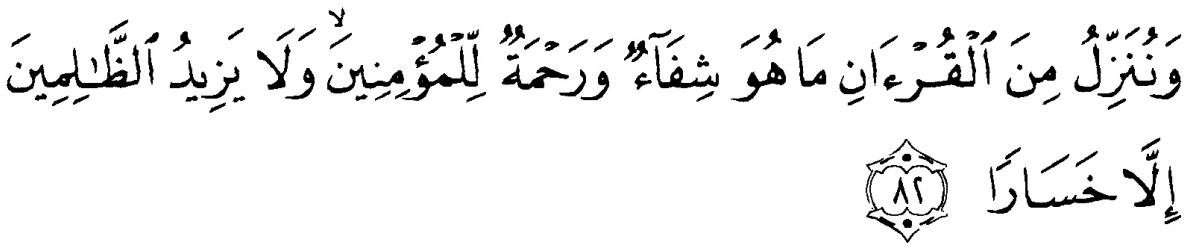 وَنُنَزِّلُ مِنَ ٱلْقُرْءَانِ مَا هُوَ شِفَآءٌ وَرَحْمَةٌ لِّلْمُؤْمِنِينَ ۙ وَلَا يَزِيدُ ٱلظَّـٰلِمِينَ
إِلَّا خَسَارًا ٨٢